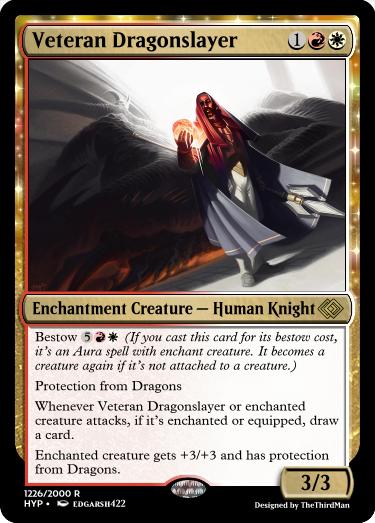 Veteran Dragonslayer 1
Enchantment Creature — Human Knight
Bestow 5 (If you cast this card for its bestow cost,
it's an Aura spell with enchant creature. It becomes a
creature again if it's not attached to a creature.)
Protection from Dragons
Whenever Veteran Dragonslayer or enchanted
creature attacks, if it's enchanted or equipped, draw
a card.
Enchanted creature gets +3/+3 and has protection
from Dragons.
3/3
1226/2000 R
HYP • EDGARSH422
Designed by TheThirdMan